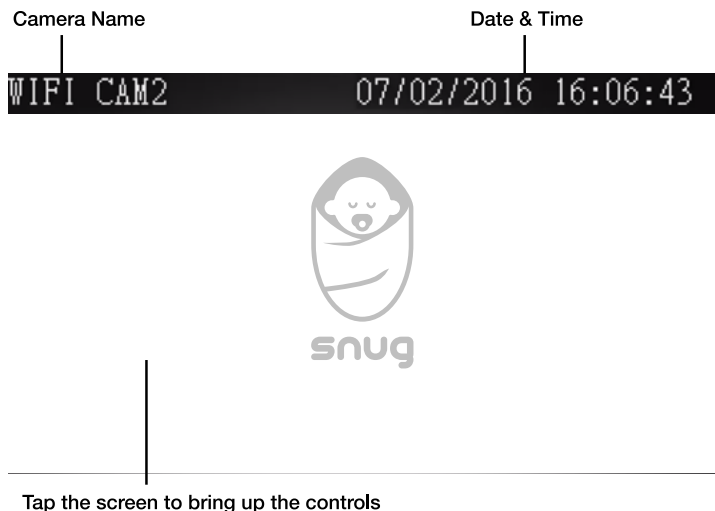 Camera Name Date & Time
WIFI CAM2 07/02/2016 16:06:43
snug
Tap the screen to bring up the controls